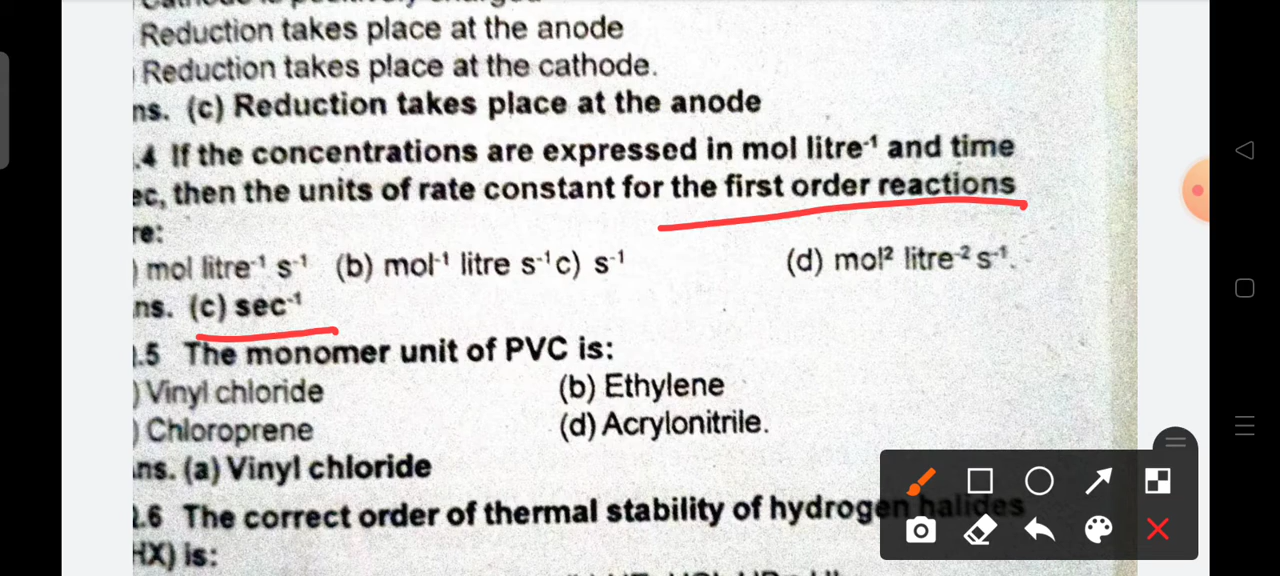 Reduction takes place at the anode
Reduction takes place at the cathode.
ns. (c) Reduction takes place at the anode
.4 If the concentrations are expressed in mol litre⁻¹ and time
ec, then the units of rate constant for the first order reactions
re:
) mol litre⁻¹ s⁻¹ (b) mol⁻¹ litre s⁻¹c) s⁻¹ (d) mol² litre⁻² s⁻¹.
ns. (c) sec⁻¹
.5 The monomer unit of PVC is:
) Vinyl chloride (b) Ethylene
) Chloroprene (d) Acrylonitrile.
ns. (a) Vinyl chloride
.6 The correct order of thermal stability of hydrogen halides
HX) is: